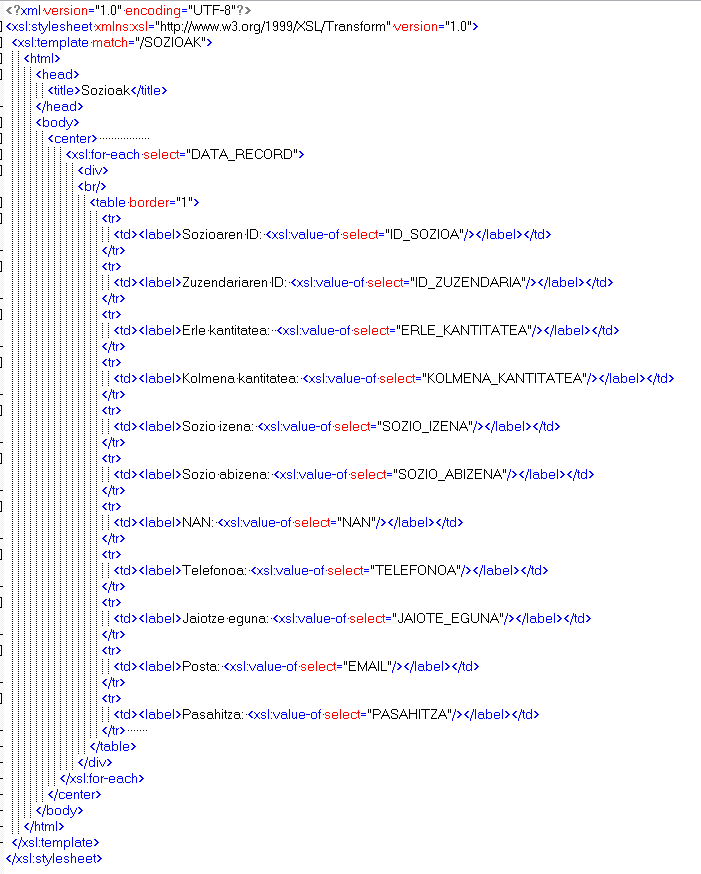 <?xml version="1.0" encoding="UTF-8"?>
<xsl:stylesheet xmlns:xsl="http://www.w3.org/1999/XSL/Transform" version="1.0">
<xsl:template match="/SOZIOAK">
<html>
<head>
<title>Sozioak</title>
</head>
<body>
<center>
<xsl:for-each select="DATA_RECORD">
<div>
<br/>
<table border="1">
<tr>
<td><label>Sozioaren ID: <xsl:value-of select="ID_SOZIOA"/></label></td>
</tr>
<tr>
<td><label>Zuzendariaren ID: <xsl:value-of select="ID_ZUZENDARIA"/></label></td>
</tr>
<tr>
<td><label>Erle kantitatea:  <xsl:value-of select="ERLE_KANTITATEA"/></label></td>
</tr>
<tr>
<td><label>Kolmena kantitatea: <xsl:value-of select="KOLMENA_KANTITATEA"/></label></td>
</tr>
<tr>
<td><label>Sozio izena: <xsl:value-of select="SOZIO_IZENA"/></label></td>
</tr>
<tr>
<td><label>Sozio abizena: <xsl:value-of select="SOZIO_ABIZENA"/></label></td>
</tr>
<tr>
<td><label>NAN: <xsl:value-of select="NAN"/></label></td>
</tr>
<tr>
<td><label>Telefonoa: <xsl:value-of select="TELEFONOA"/></label></td>
</tr>
<tr>
<td><label>Jaiotze eguna: <xsl:value-of select="JAIOTE_EGUNA"/></label></td>
</tr>
<tr>
<td><label>Posta: <xsl:value-of select="EMAIL"/></label></td>
</tr>
<tr>
<td><label>Pasahitza: <xsl:value-of select="PASAHITZA"/></label></td>
</tr>
</table>
</div>
</xsl:for-each>
</center>
</body>
</html>
</xsl:template>
</xsl:stylesheet>